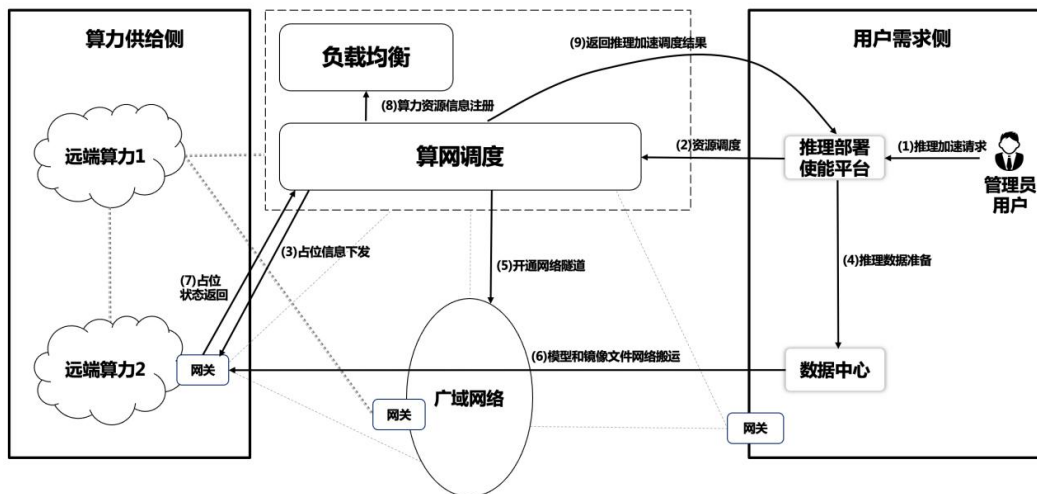 算力供给侧
用户需求侧
负载均衡
(9)返回推理加速调度结果
(8)算力资源信息注册
远端算力1
算网调度
(2)资源调度
推理部署
使能平台
(1)推理加速请求
管理员
用户
(3)占位信息下发
(7)占位
状态返回
(5)开通网络隧道
(4)推理数据准备
(6)模型和镜像文件网络搬运
远端算力2
网关
数据中心
广域网络
网关
网关